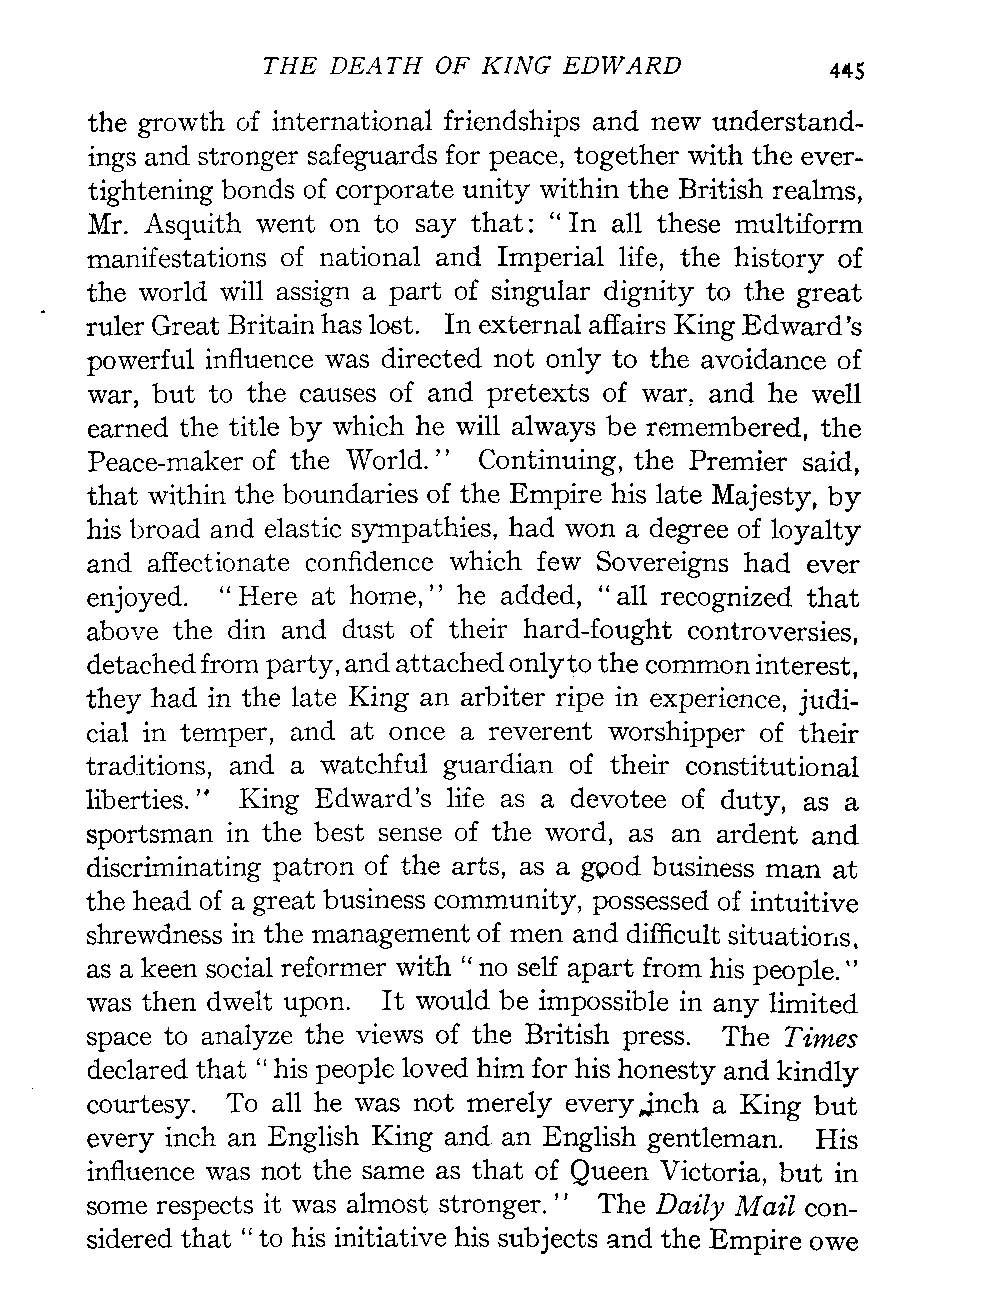 THE DEATH OF KING EDWARD 445
the growth of international friendships and new understand-
ings and stronger safeguards for peace, together with the ever-
tightening bonds of corporate unity within the British realms,
Mr. Asquith went on to say that: “In all these multiform
manifestations of national and Imperial life, the history of
the world will assign a part of singular dignity to the great
ruler Great Britain has lost. In external affairs King Edward's
powerful influence was directed not only to the avoidance of
war, but to the causes of and pretexts of war, and he well
earned the title by which he will always be remembered, the
Peace-maker of the World.” Continuing, the Premier said,
that within the boundaries of the Empire his late Majesty, by
his broad and elastic sympathies, had won a degree of loyalty
and affectionate confidence which few Sovereigns had ever
enjoyed. “Here at home,” he added, “all recognized that
above the din and dust of their hard-fought controversies,
detached from party, and attached only to the common interest,
they had in the late King an arbiter ripe in experience, judi-
cial in temper, and at once a reverent worshipper of their
traditions, and a watchful guardian of their constitutional
liberties.” King Edward's life as a devotee of duty, as a
sportsman in the best sense of the word, as an ardent and
discriminating patron of the arts, as a good business man at
the head of a great business community, possessed of intuitive
shrewdness in the management of men and difficult situations,
as a keen social reformer with “no self apart from his people.”
was then dwelt upon. It would be impossible in any limited
space to analyze the views of the British press. The Times
declared that “his people loved him for his honesty and kindly
courtesy. To all he was not merely every inch a King but
every inch an English King and an English gentleman. His
influence was not the same as that of Queen Victoria, but in
some respects it was almost stronger.” The Daily Mail con-
sidered that “to his initiative his subjects and the Empire owe